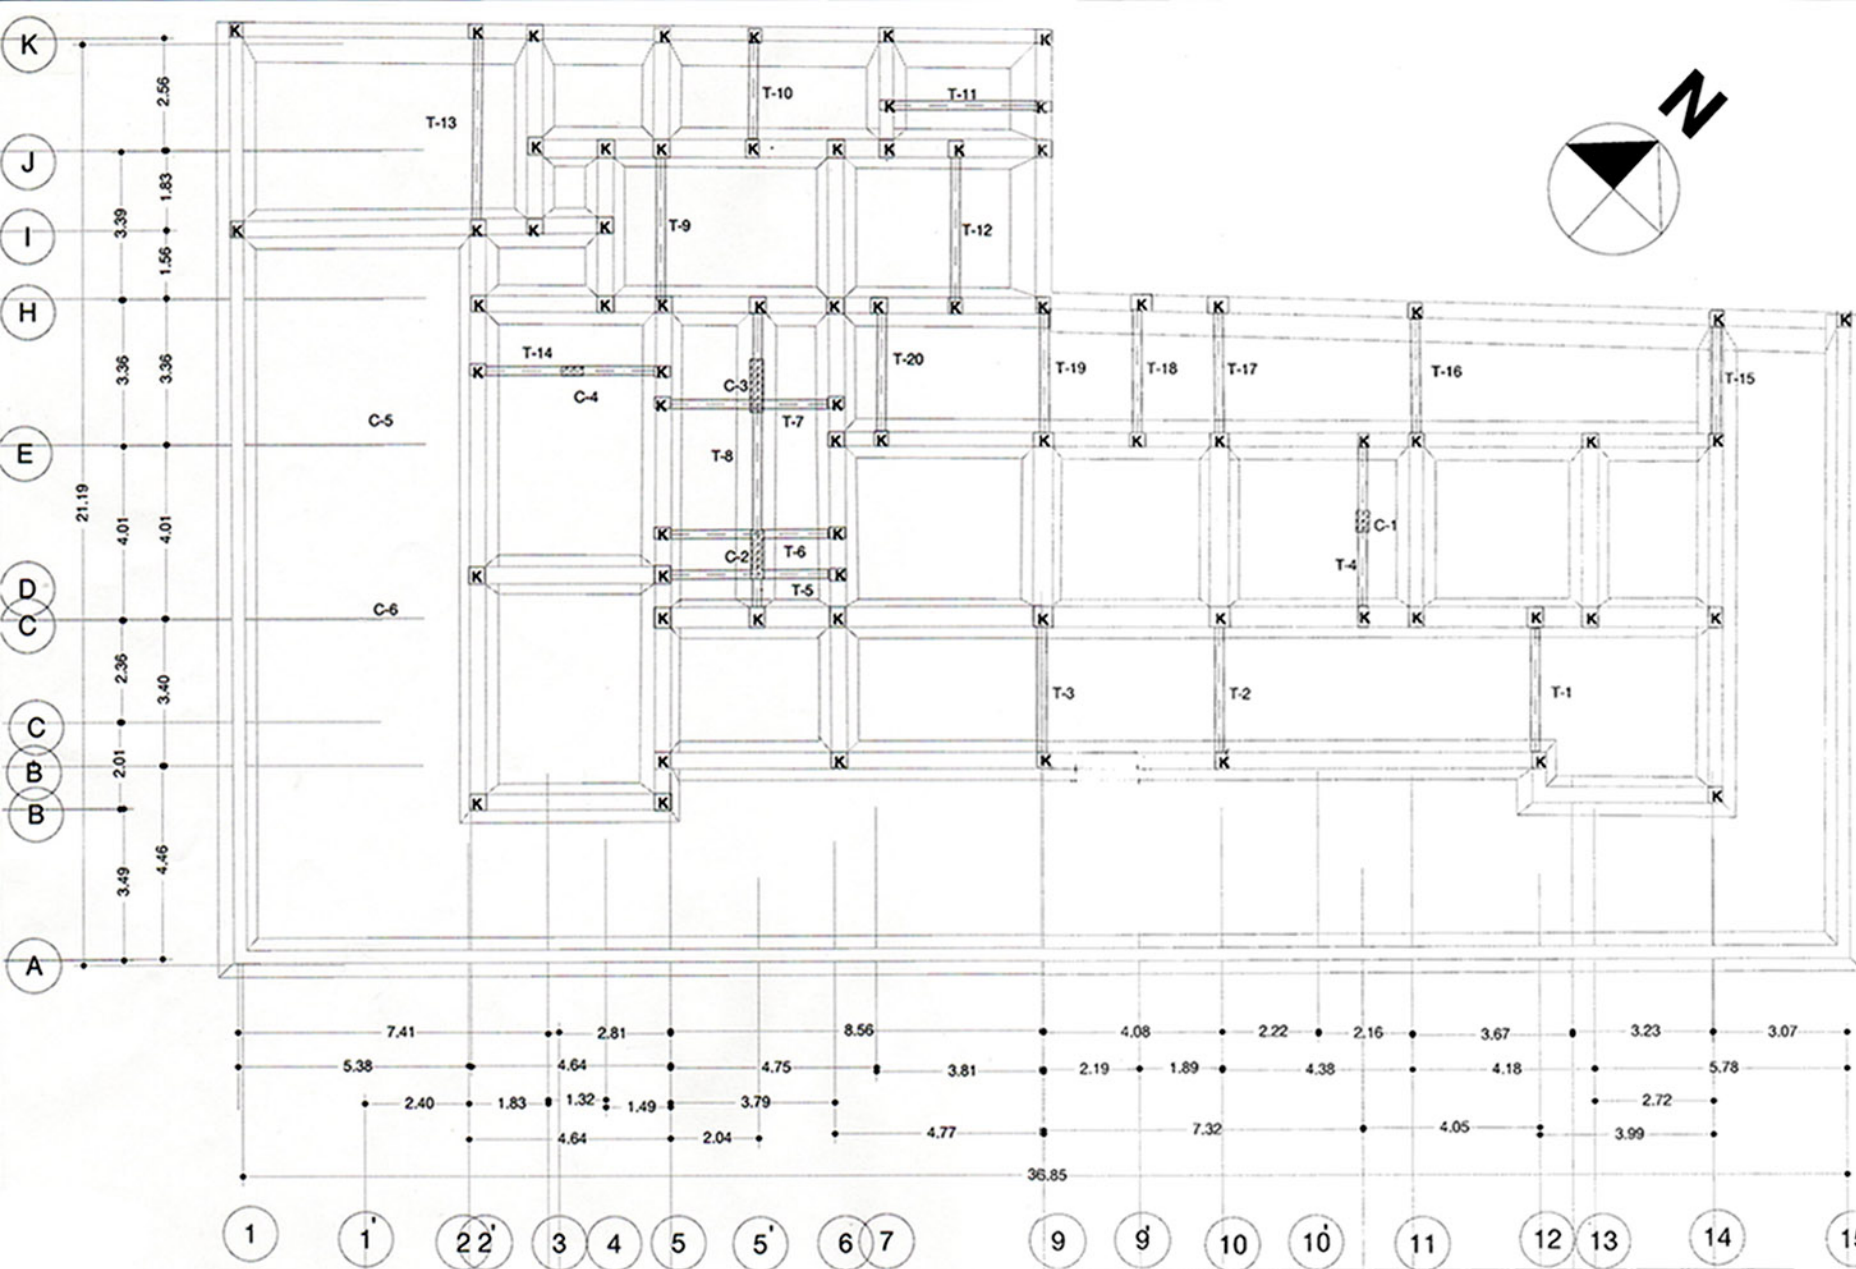 K K K K K K K K
N
2.56
T-10
T-11
T-13
K K
J K K K K K K K K
1.83
3.39
T-9
T-12
I K K K K
1.56
H K K K K K K K K K K K K K
3.36
3.36
T-14
T-20
T-19
T-18
T-17
T-16
T-15
K K
C-3
C-4
K K
C-5
T-7
E K K K K K K K K K
T-8
21.19
4.01
4.01
C-1
K K
C-2
T-6
T-4
D K K K
T-5
C-6
C K K K K K K K K K K
2.36
3.40
T-3
T-2
T-1
C
2.01
B K K K K K
B K K K
4.46
3.49
A
7.41 2.81 8.56 4.08 2.22 2.16 3.67 3.23 3.07
5.38 4.64 4.75 3.81 2.19 1.89 4.38 4.18 5.78
2.40 1.83 1.32 1.49 3.79 2.72
4.64 2.04 4.77 7.32 4.05 3.99
36.85
1 1' 2 2' 3 4 5 5' 6 7 9 9' 10 10' 11 12 13 14 15